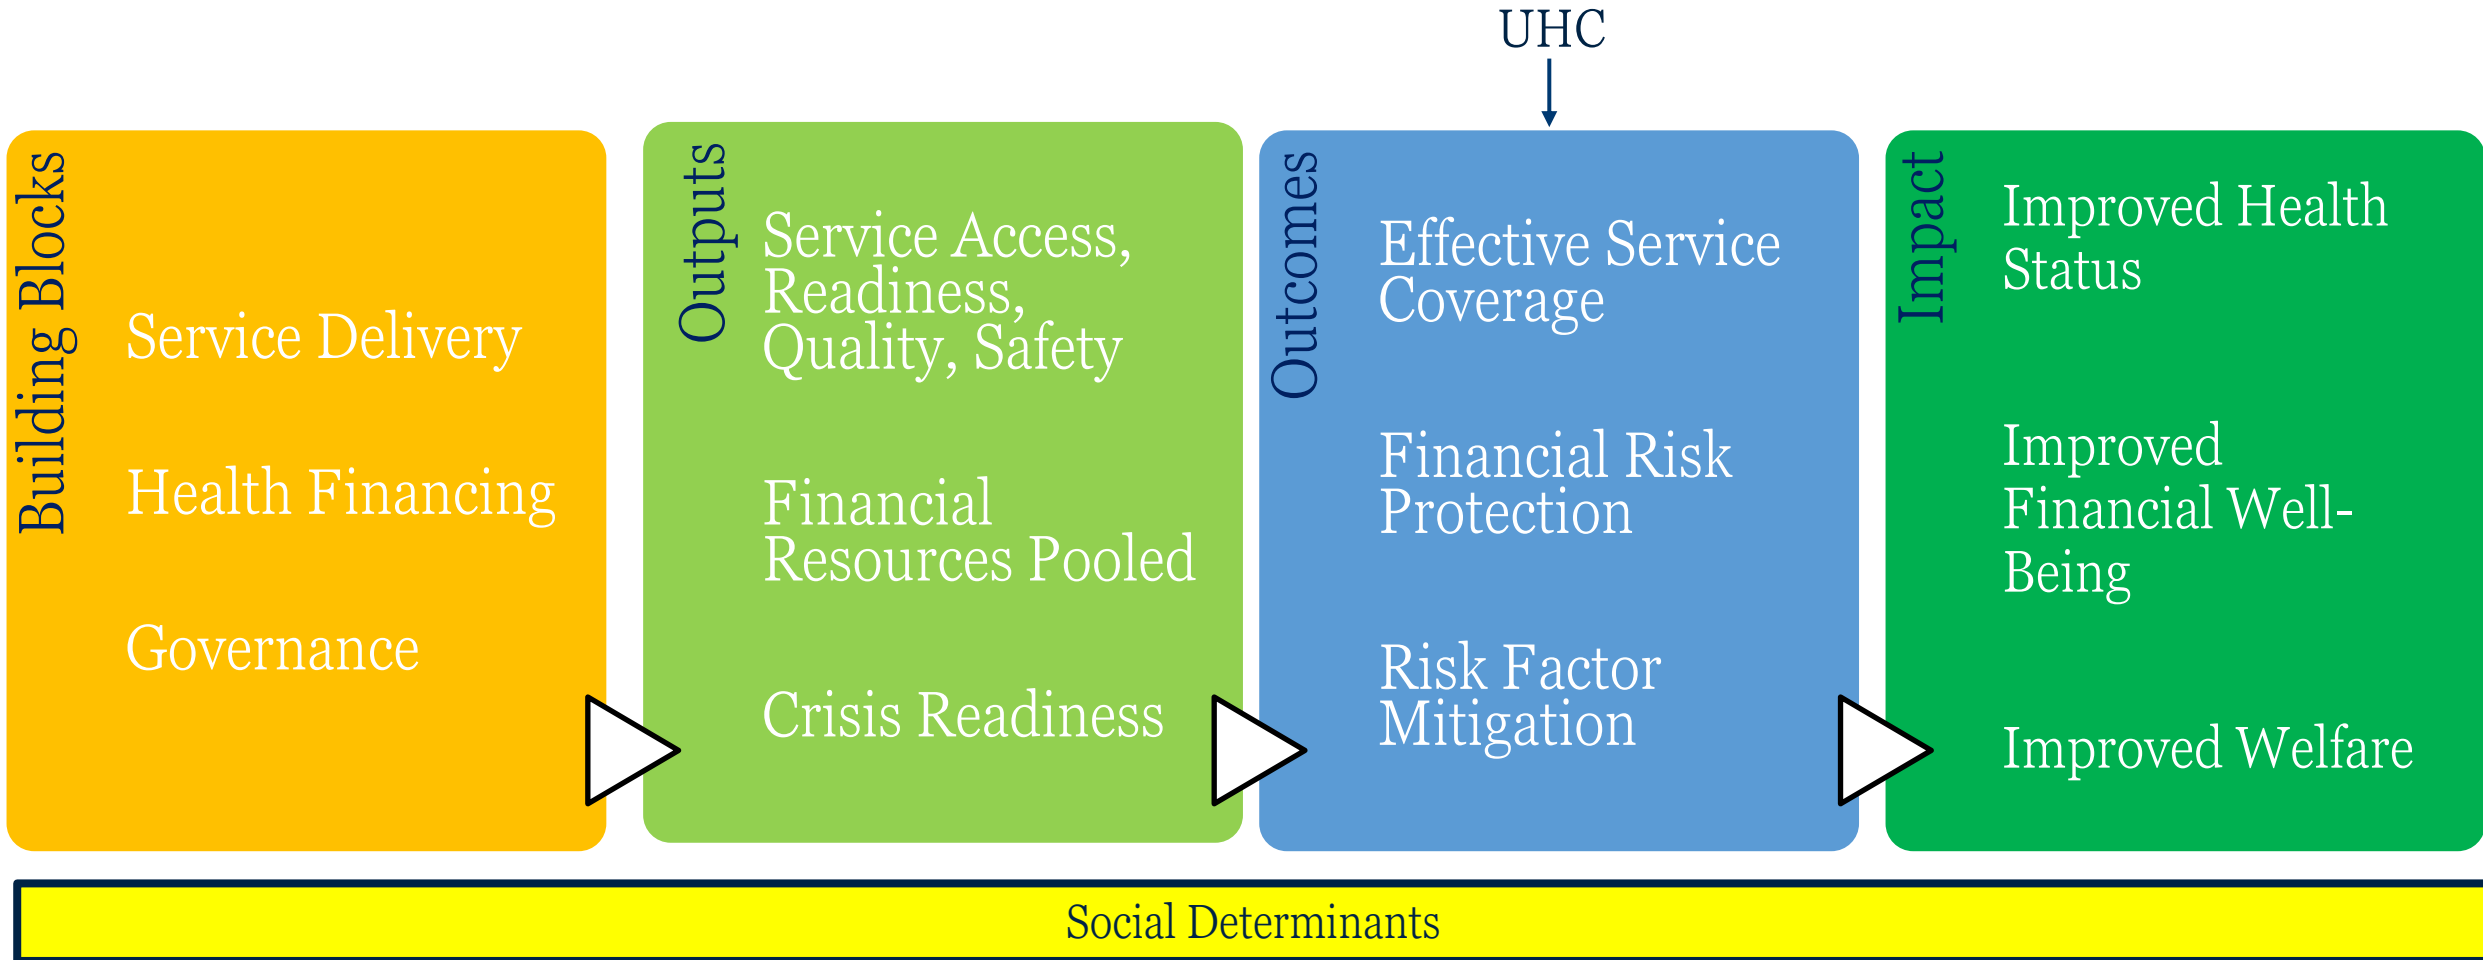 UHC
Building Blocks
Service Delivery
Health Financing
Governance
Outputs
Service Access,
Readiness,
Quality, Safety
Financial
Resources Pooled
Crisis Readiness
Outcomes
Effective Service
Coverage
Financial Risk
Protection
Risk Factor
Mitigation
Impact
Improved Health
Status
Improved
Financial Well-
Being
Improved Welfare
Social Determinants